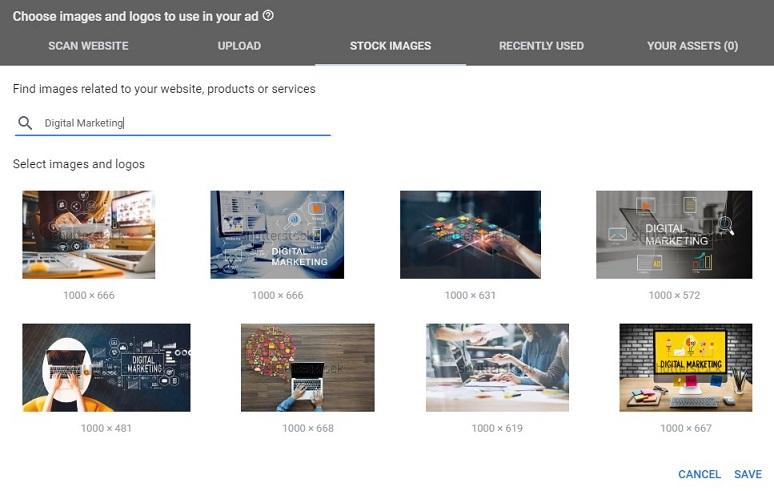 Choose images and logos to use in your ad ?
SCAN WEBSITE UPLOAD STOCK IMAGES RECENTLY USED YOUR ASSETS (0)
Find images related to your website, products or services
Digital Marketing
Select images and logos
shutterstock
DIGITAL
MARKETING
shutterstock
DIGITAL
MARKETING
1000 × 666 1000 × 666 1000 × 631 1000 × 572
DIGITAL
MARKETING
DIGITAL MARKETING
1000 × 481 1000 × 668 1000 × 619 1000 × 667
CANCEL SAVE